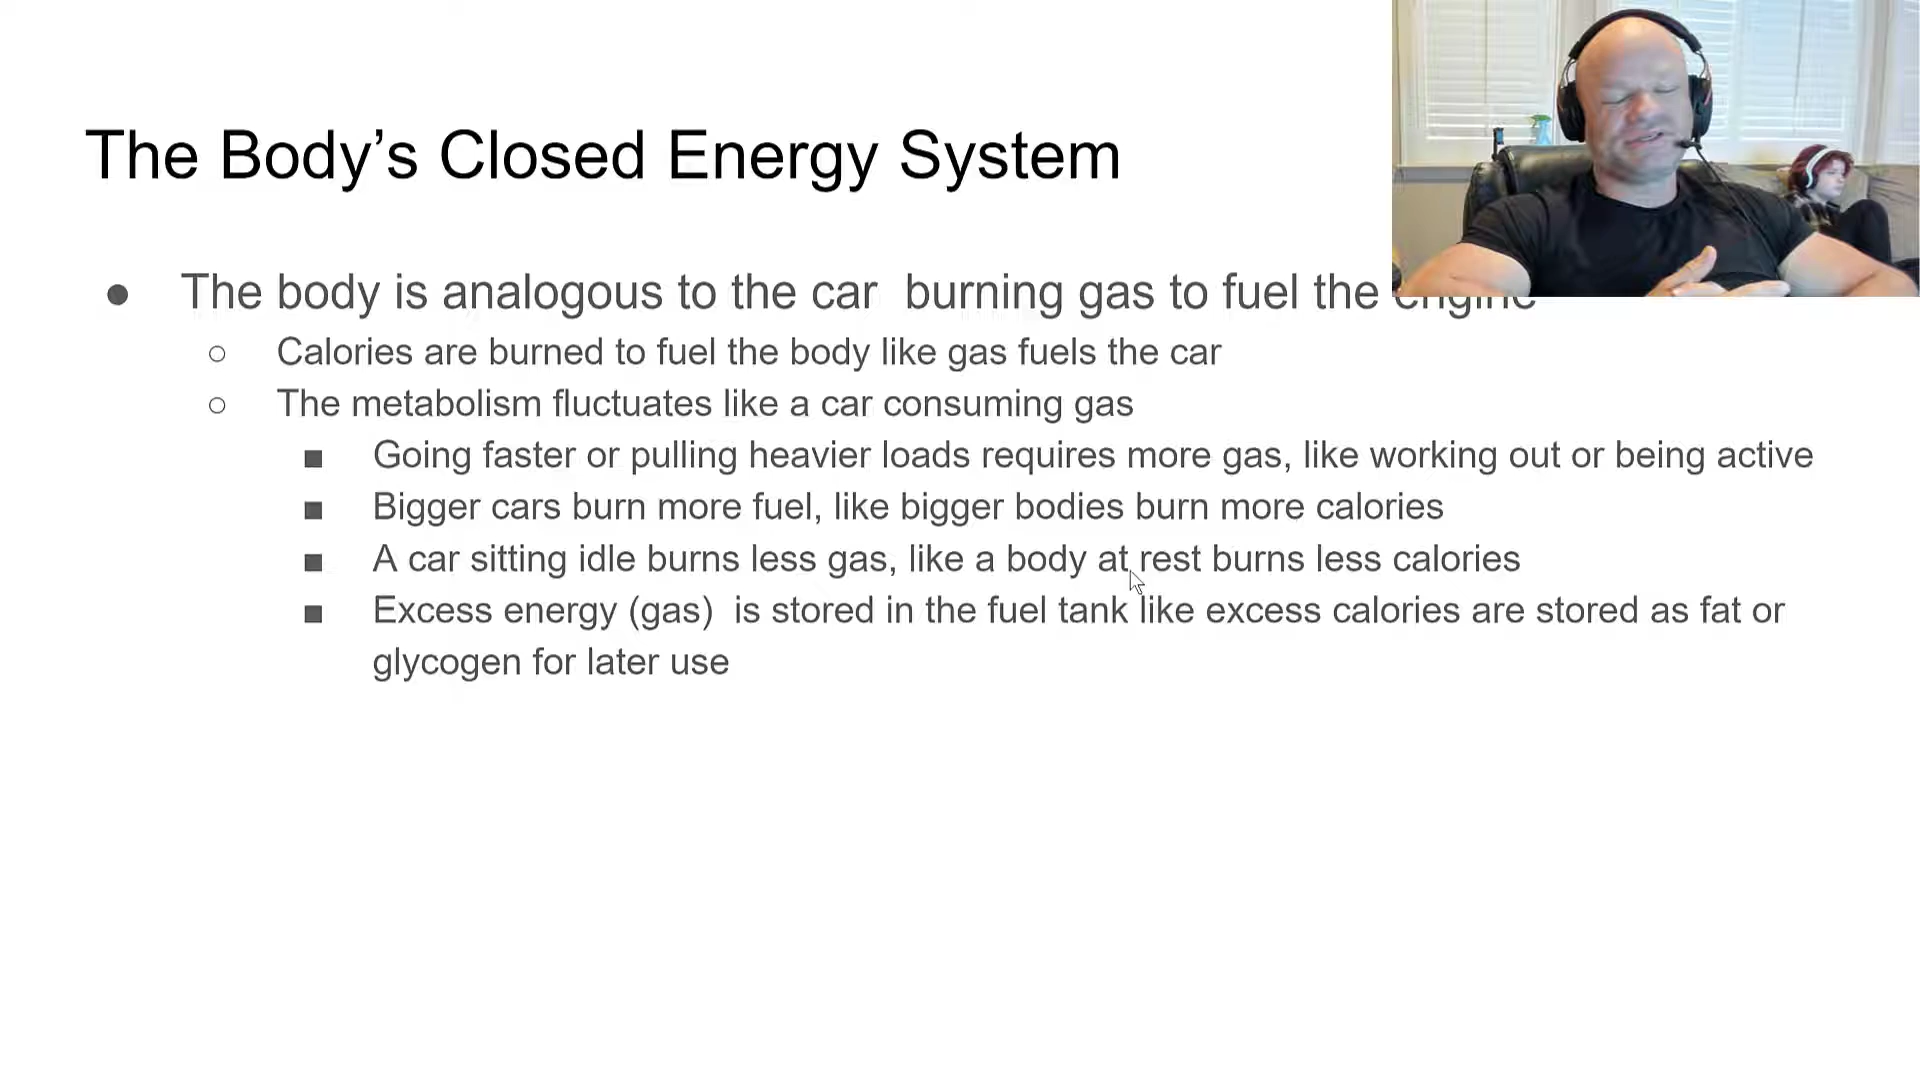 The Body’s Closed Energy System
● The body is analogous to the car  burning gas to fuel the engine
○ Calories are burned to fuel the body like gas fuels the car
○ The metabolism fluctuates like a car consuming gas
■ Going faster or pulling heavier loads requires more gas, like working out or being active
■ Bigger cars burn more fuel, like bigger bodies burn more calories
■ A car sitting idle burns less gas, like a body at rest burns less calories
■ Excess energy (gas)  is stored in the fuel tank like excess calories are stored as fat or
glycogen for later use